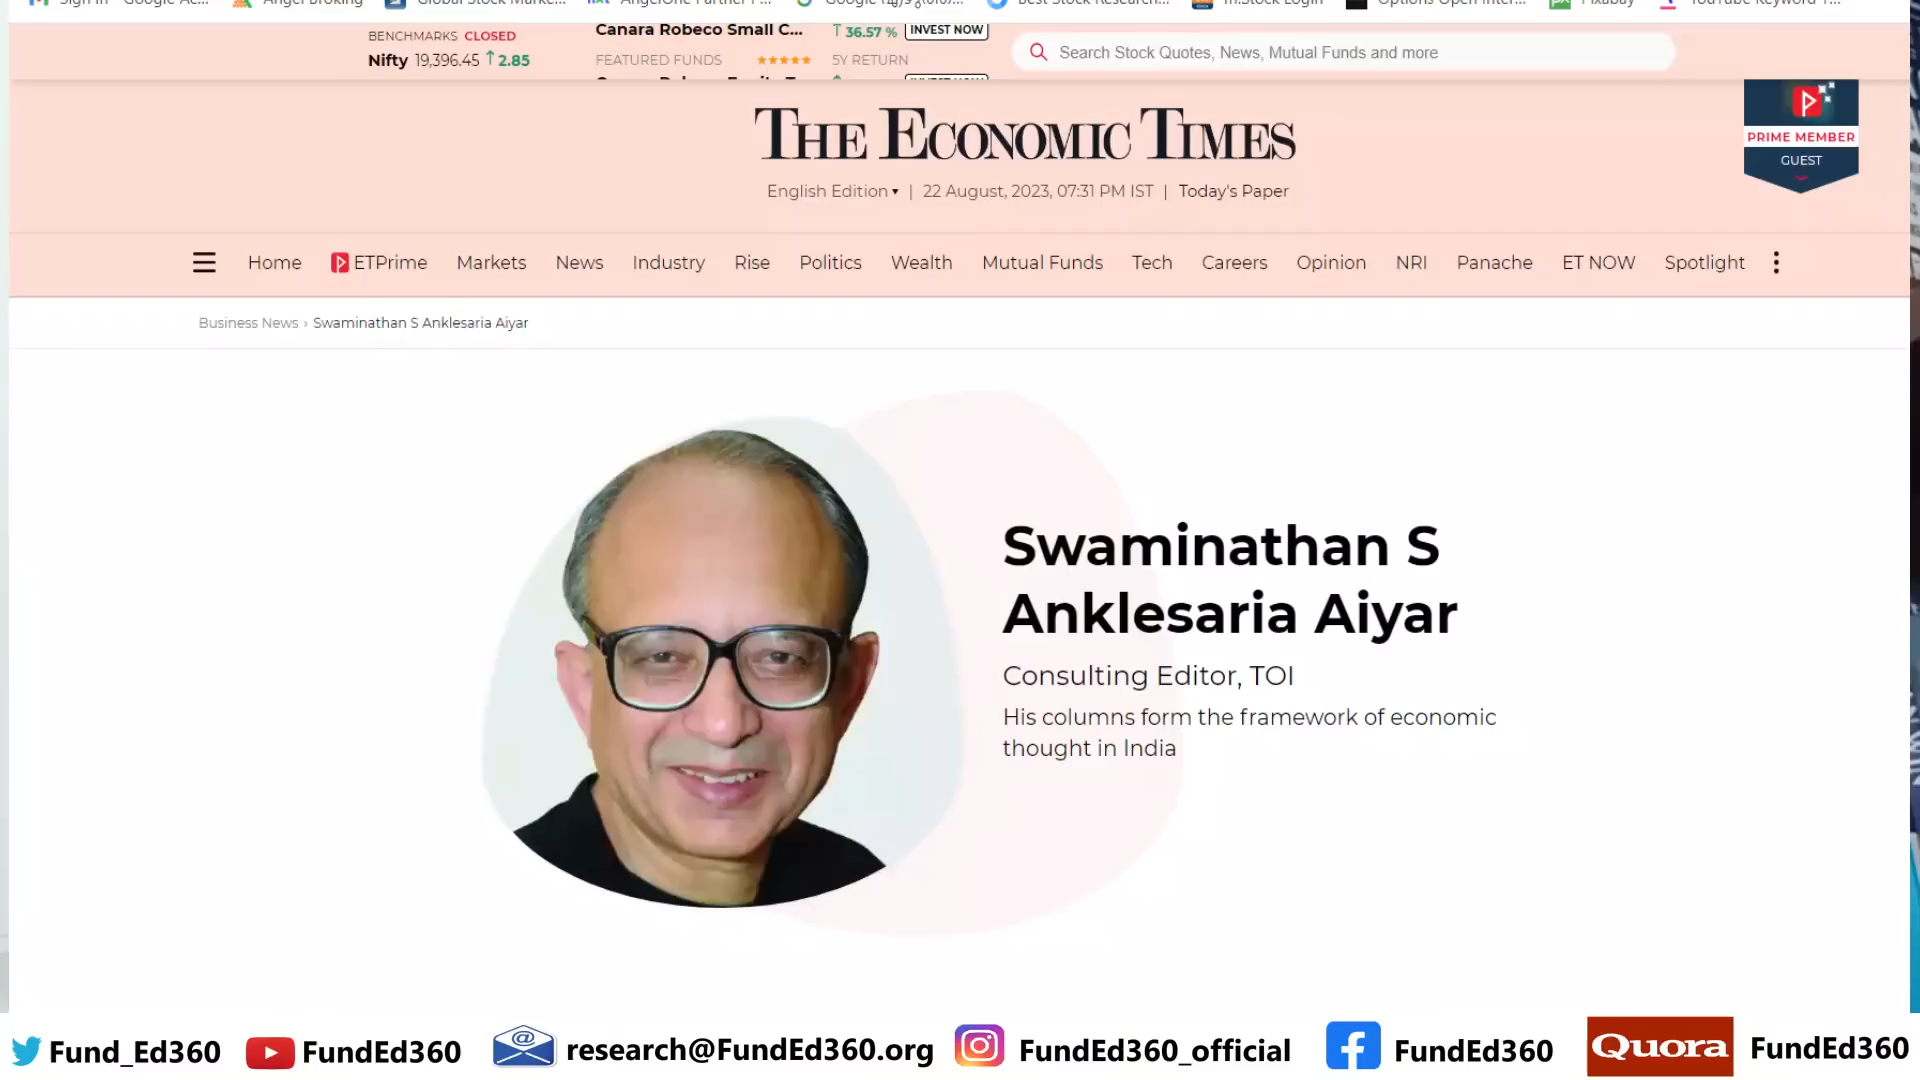 BENCHMARKS CLOSED
Nifty 19,396.45 ↑ 2.85
Canara Robeco Small C...
36.57 % INVEST NOW
FEATURED FUNDS ★★★★★ 5Y RETURN
Search Stock Quotes, News, Mutual Funds and more
THE ECONOMIC TIMES
English Edition ▾ | 22 August, 2023, 07:31 PM IST | Today's Paper
PRIME MEMBER
GUEST
Home ETPrime Markets News Industry Rise Politics Wealth Mutual Funds Tech Careers Opinion NRI Panache ET NOW Spotlight
Business News › Swaminathan S Anklesaria Aiyar
Swaminathan S
Anklesaria Aiyar
Consulting Editor, TOI
His columns form the framework of economic
thought in India
Fund_Ed360 FundEd360 research@FundEd360.org FundEd360_official FundEd360 Quora FundEd360